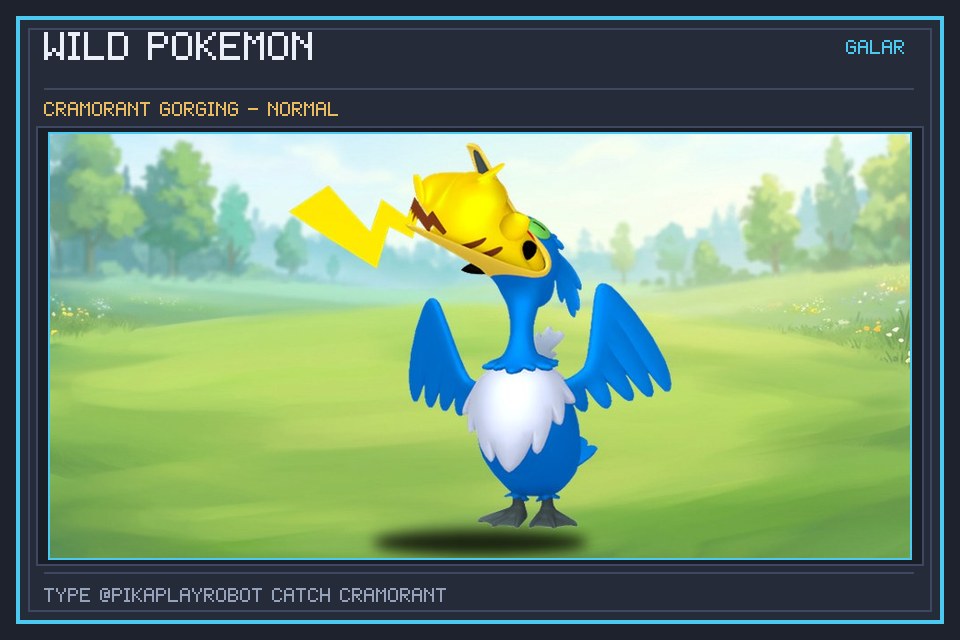 WILD POKEMON
GALAR
CRAMORANT GORGING - NORMAL
TYPE @PIKAPLAYROBOT CATCH CRAMORANT